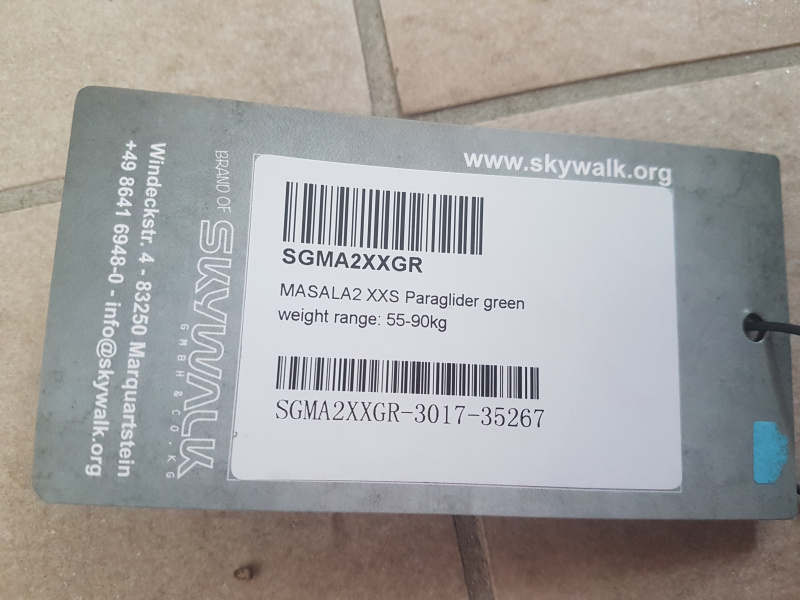 www.skywalk.org
SGMA2XXGR
MASALA2 XXS Paraglider green
weight range: 55-90kg
SGMA2XXGR-3017-35267
BRAND OF
SKYWALK
GMBH & CO. KG
Windeckstr. 4 - 83250 Marquartstein
+49 8641 6948-0 - info@skywalk.org